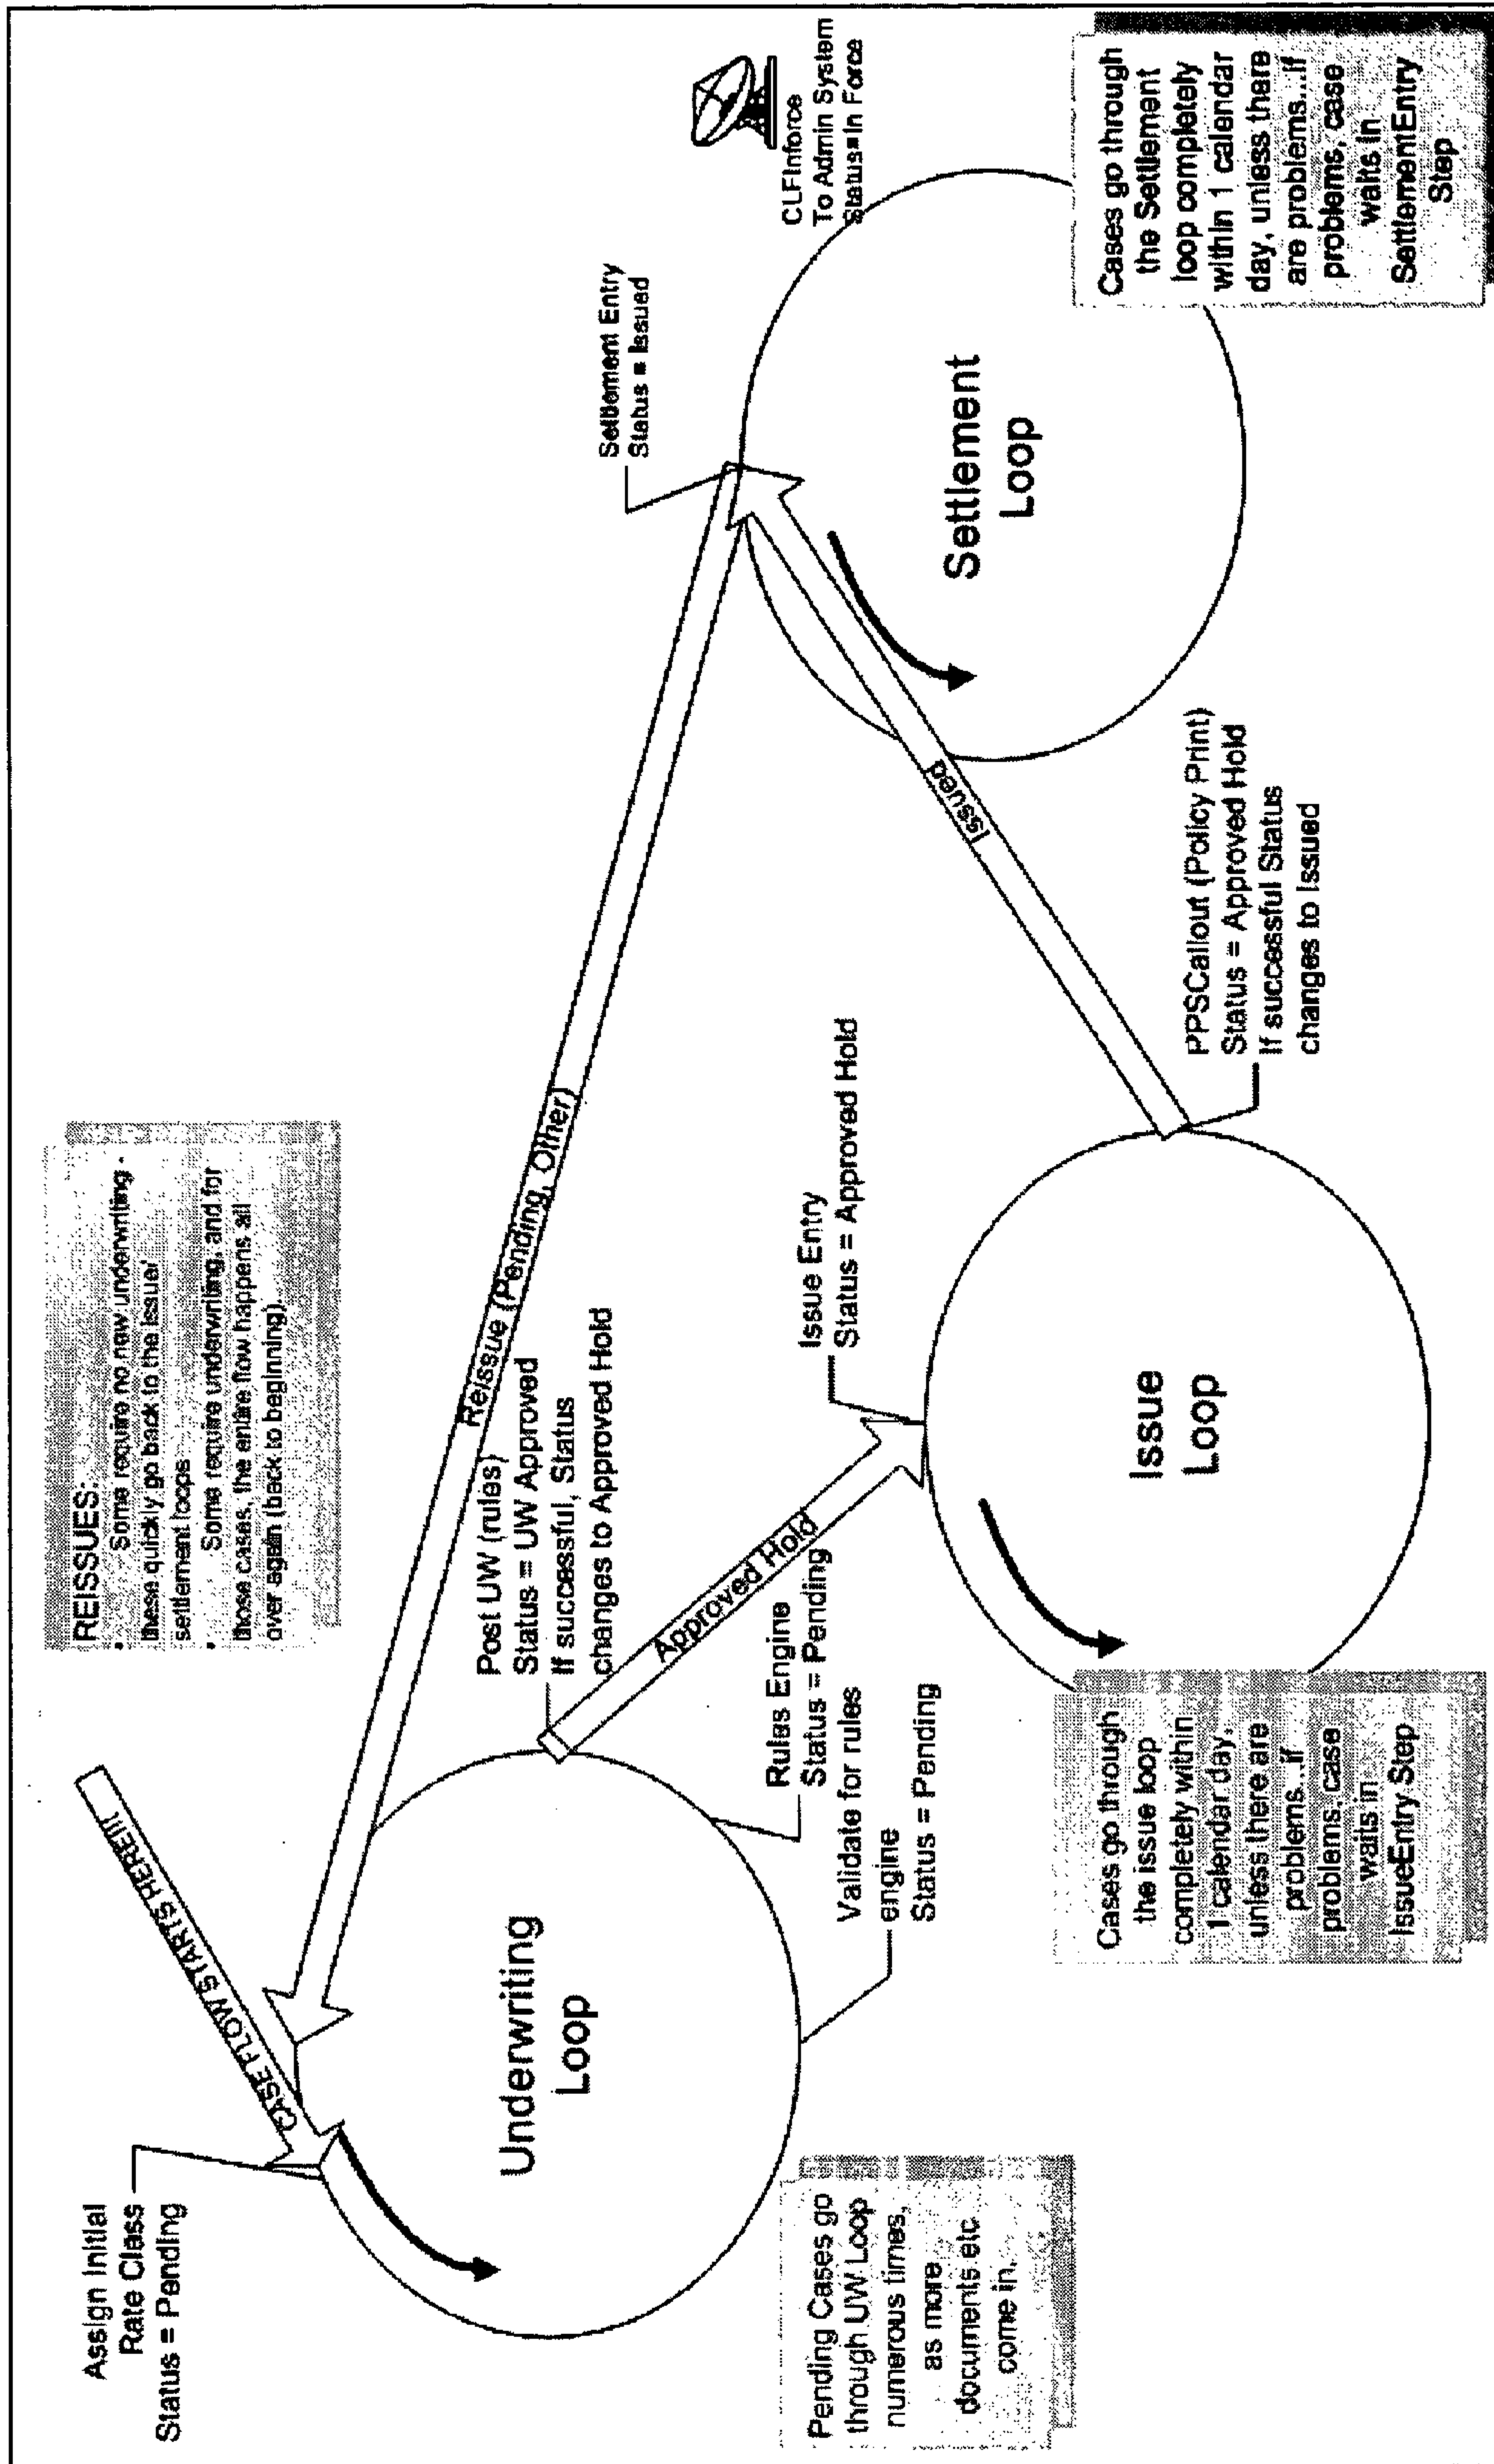 Assign Initial
Rate Class
Status = Pending
CASE FLOW STARTS HERE!!!
REISSUES:
• Some require no new underwriting -
these quickly go back to the issue/
settlement loops
• Some require underwriting, and for
those cases, the entire flow happens all
over again (back to beginning).
Reissue (Pending, Other)
Settlement Entry
Status = Issued
CLFInforce
To Admin System
Status=In Force
Underwriting
Loop
Post UW (rules)
Status = UW Approved
If successful, Status
changes to Approved Hold
Approved Hold
Rules Engine
Status = Pending
Validate for rules
engine
Status = Pending
Pending Cases go
through UW Loop
numerous times,
as more
documents etc
come in.
Issue Entry
Status = Approved Hold
Issue
Loop
Cases go through
the issue loop
completely within
1 calendar day,
unless there are
problems...if
problems, case
waits in
IssueEntry Step
PPSCallout (Policy Print)
Status = Approved Hold
If successful Status
changes to Issued
Issued
Settlement
Loop
Cases go through
the Settlement
loop completely
within 1 calendar
day, unless there
are problems...if
problems, case
waits in
SettlementEntry
Step